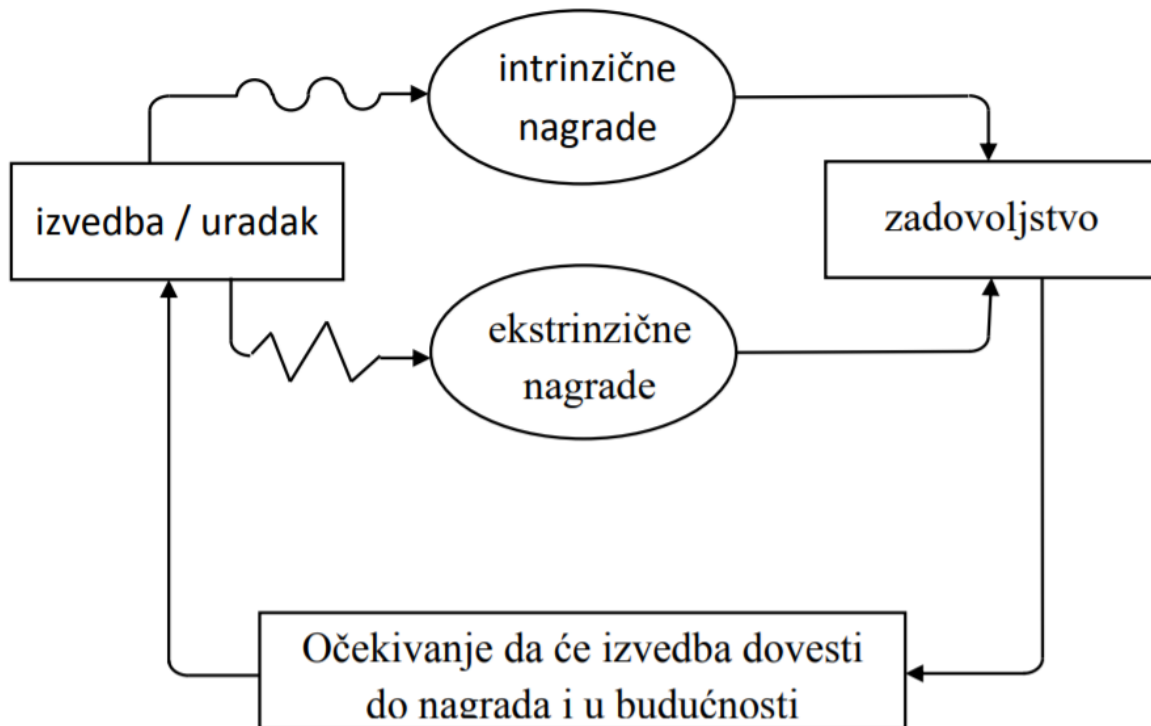 intrinzične
nagrade
izvedba / uradak
zadovoljstvo
ekstrinzične
nagrade
Očekivanje da će izvedba dovesti
do nagrada i u budućnosti